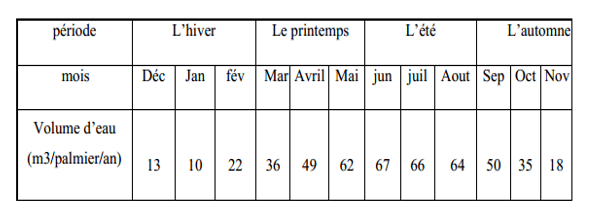 période L'hiver Le printemps L'été L'automne
mois Déc Jan fév Mar Avril Mai jun juil Aout Sep Oct Nov
Volume d'eau
(m3/palmier/an) 13 10 22 36 49 62 67 66 64 50 35 18